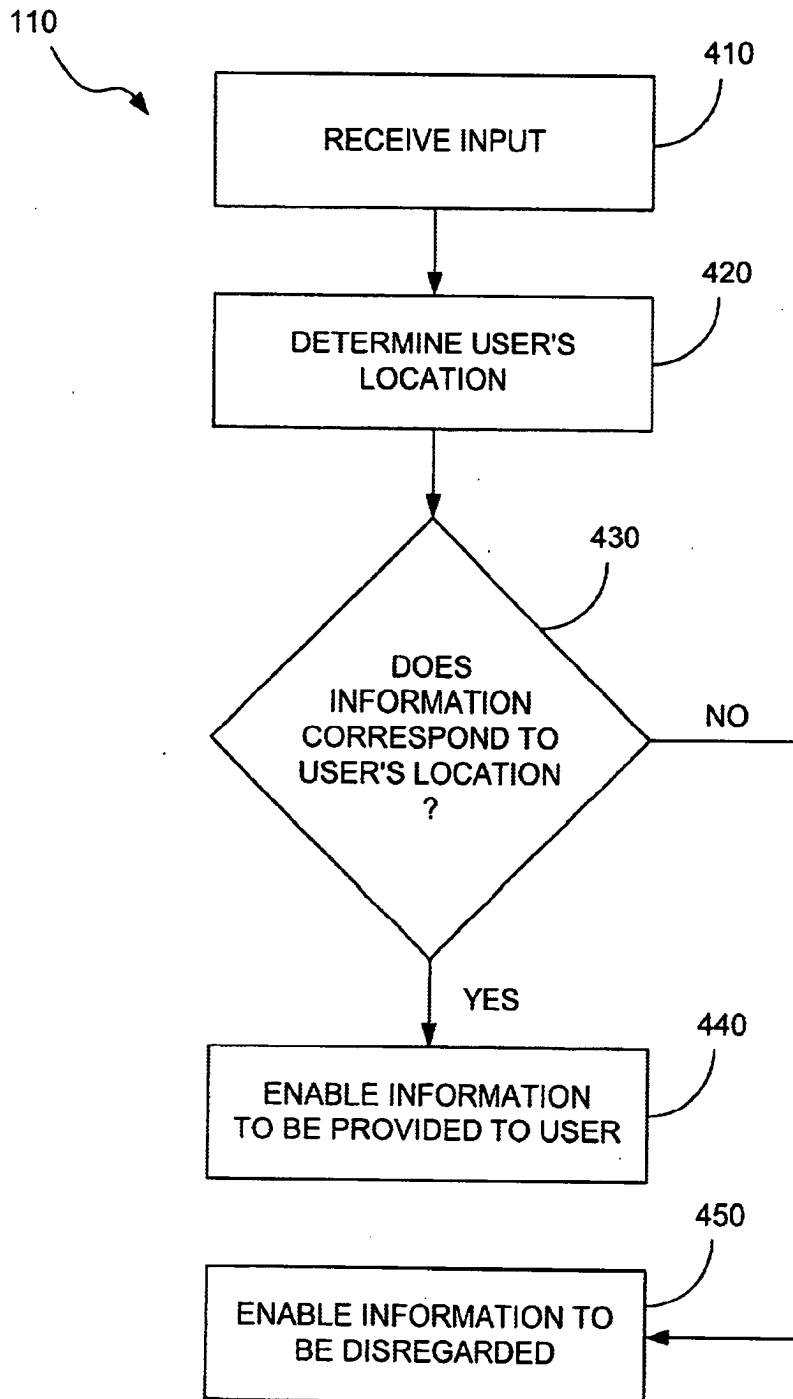 110
410
RECEIVE INPUT
420
DETERMINE USER'S
LOCATION
430
DOES
INFORMATION
CORRESPOND TO
USER'S LOCATION
?
NO
YES
440
ENABLE INFORMATION
TO BE PROVIDED TO USER
450
ENABLE INFORMATION TO
BE DISREGARDED